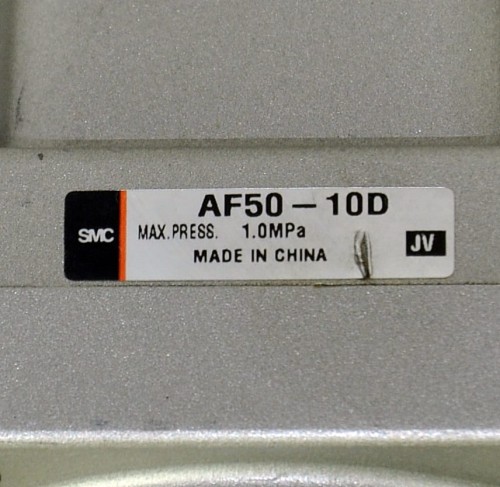 AF50-10D
SMC MAX.PRESS. 1.0MPa JV
MADE IN CHINA